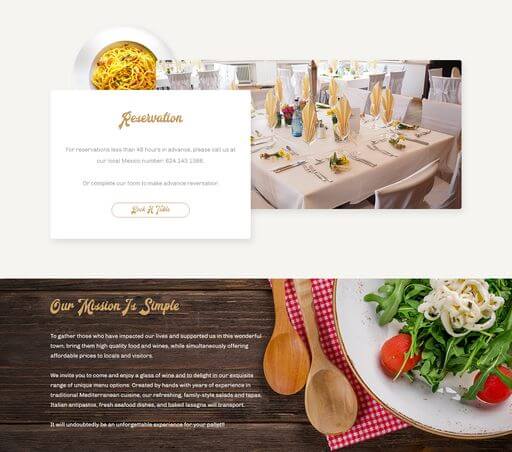 Reservation
For reservations less than 48 hours in advance, please call us at
our local Mexico number: 624.143.1388.
Or complete our form to make advance reversation
Book A Table
Our Mission Is Simple
To gather those who have impacted our lives and supported us in this wonderful
town, bring them high quality food and wines, while simultaneously offering
affordable prices to locals and visitors.
We invite you to come and enjoy a glass of wine and to delight in our exquisite
range of unique menu options. Created by hands with years of experience in
traditional Mediterranean cuisine, our refreshing, family-style salads and tapas,
Italian antipastos, fresh seafood dishes, and baked lasagna will transport.
It will undoubtedly be an unforgettable experience for your pallet!!